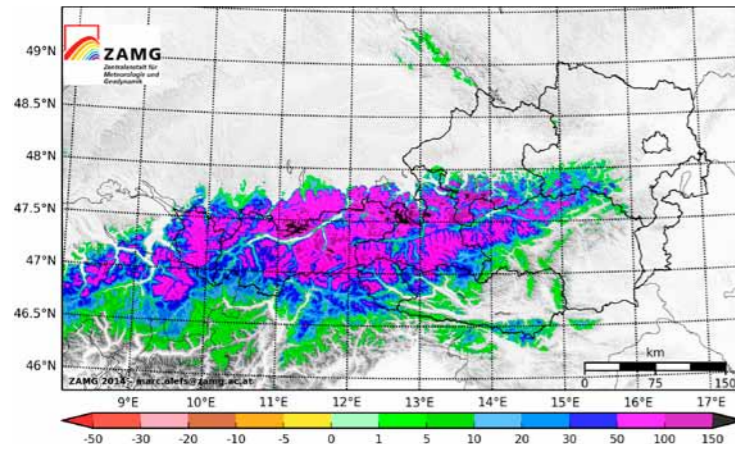 ZAMG
Zentralanstalt für
Meteorologie und
Geodynamik
49°N
48.5°N
48°N
47.5°N
47°N
46.5°N
46°N
km
0 75 150
ZAMG 2014 - marc.olefs@zamg.ac.at
9°E 10°E 11°E 12°E 13°E 14°E 15°E 16°E 17°E
-50 -30 -20 -10 -5 0 1 5 10 20 30 50 100 150